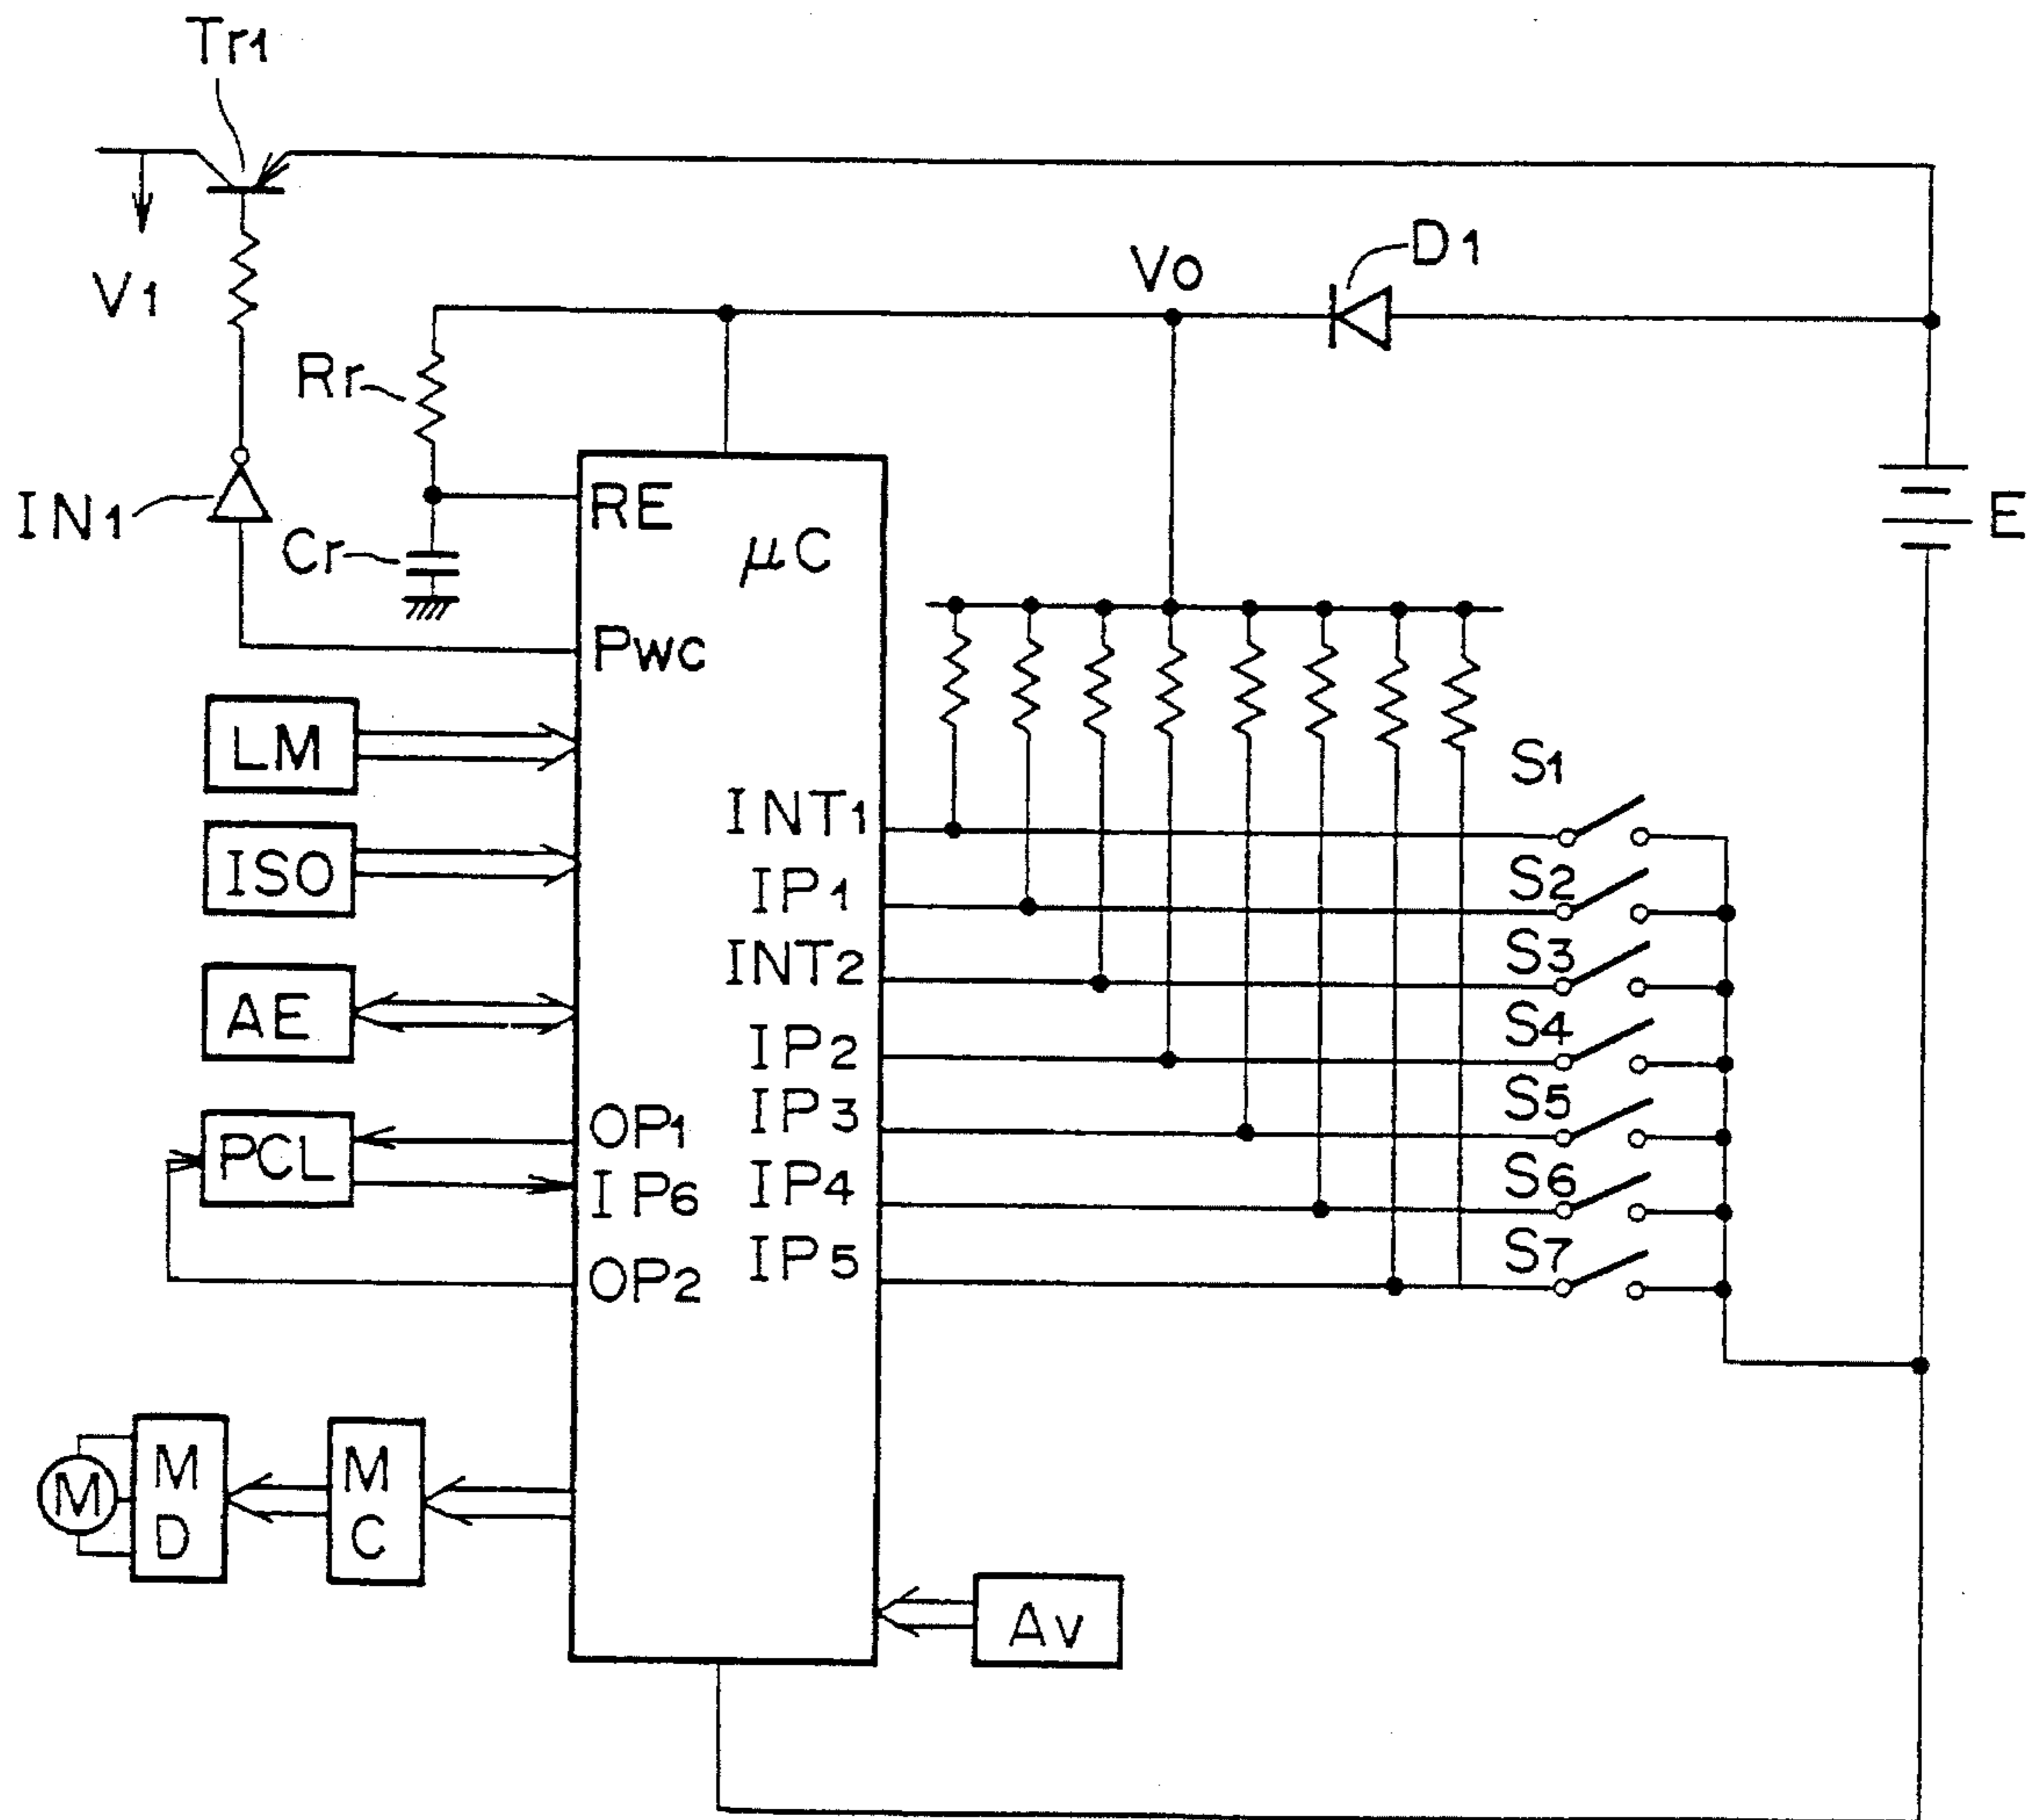 Tr1
V1
Vo
D1
Rr
IN1
Cr
RE
μC
E
Pwc
LM
ISO
AE
PCL
OP1
IP6
OP2
INT1
IP1
INT2
IP2
IP3
IP4
IP5
S1
S2
S3
S4
S5
S6
S7
M
M
D
M
C
Av